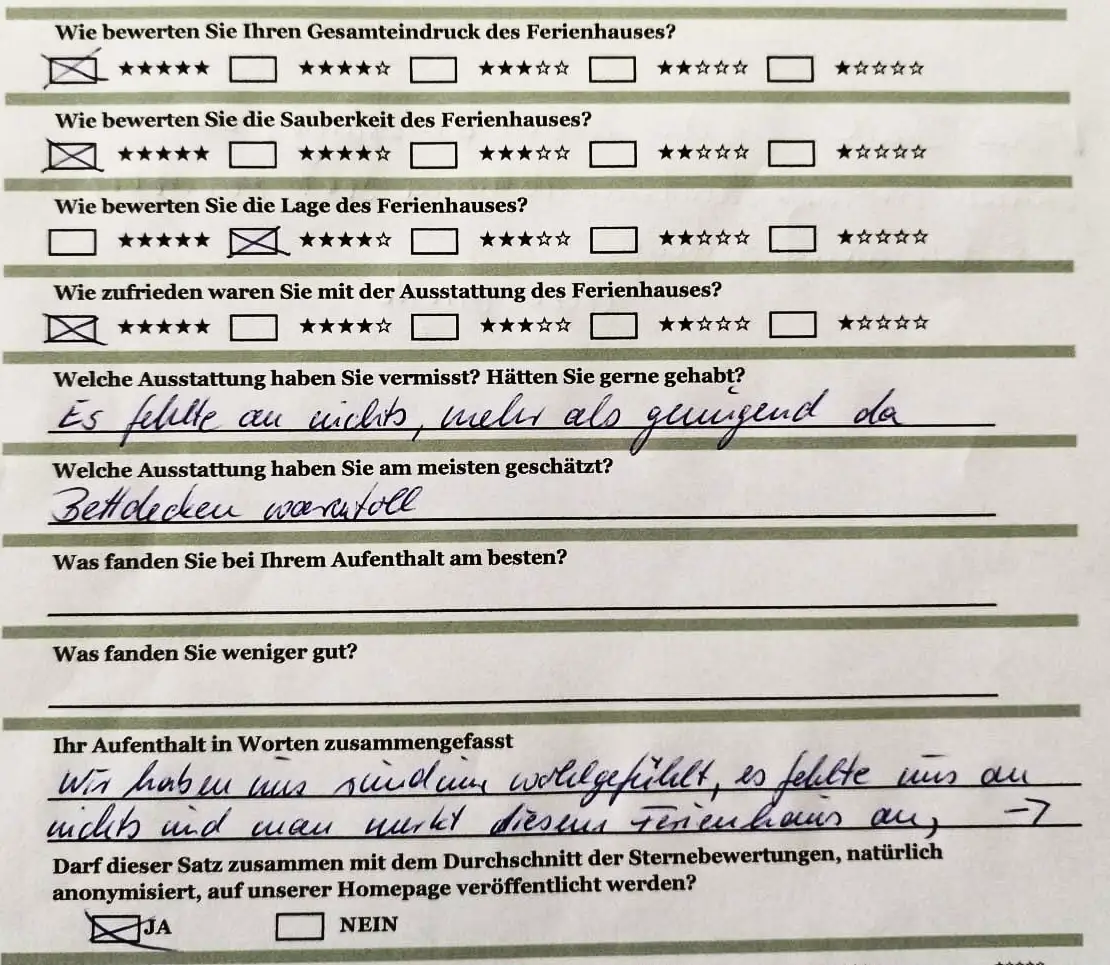 Wie bewerten Sie Ihren Gesamteindruck des Ferienhauses?
☒ ★★★★★ ☐ ★★★★☆ ☐ ★★★☆☆ ☐ ★★☆☆☆ ☐ ★☆☆☆☆
Wie bewerten Sie die Sauberkeit des Ferienhauses?
☒ ★★★★★ ☐ ★★★★☆ ☐ ★★★☆☆ ☐ ★★☆☆☆ ☐ ★☆☆☆☆
Wie bewerten Sie die Lage des Ferienhauses?
☐ ★★★★★ ☒ ★★★★☆ ☐ ★★★☆☆ ☐ ★★☆☆☆ ☐ ★☆☆☆☆
Wie zufrieden waren Sie mit der Ausstattung des Ferienhauses?
☒ ★★★★★ ☐ ★★★★☆ ☐ ★★★☆☆ ☐ ★★☆☆☆ ☐ ★☆☆☆☆
Welche Ausstattung haben Sie vermisst? Hätten Sie gerne gehabt?
Es fehlte an nichts, mehr als genügend da
Welche Ausstattung haben Sie am meisten geschätzt?
Bettdecken waren toll
Was fanden Sie bei Ihrem Aufenthalt am besten?
Was fanden Sie weniger gut?
Ihr Aufenthalt in Worten zusammengefasst
Wir haben uns rundum wohlgefühlt, es fehlte uns an
nichts und man merkt diesem Ferienhaus an, →
Darf dieser Satz zusammen mit dem Durchschnitt der Sternebewertungen, natürlich
anonymisiert, auf unserer Homepage veröffentlicht werden?
☒ JA ☐ NEIN